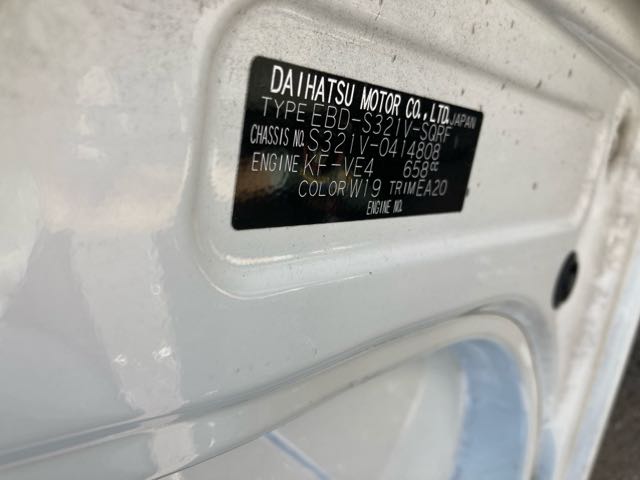 DAIHATSU MOTOR CO., LTD. JAPAN
TYPE EBD-S321V-SQRF
CHASSIS NO. S321V-0414808
ENGINE KF-VE4 658cc
COLOR W19 TRIM EA20
ENGINE NO.